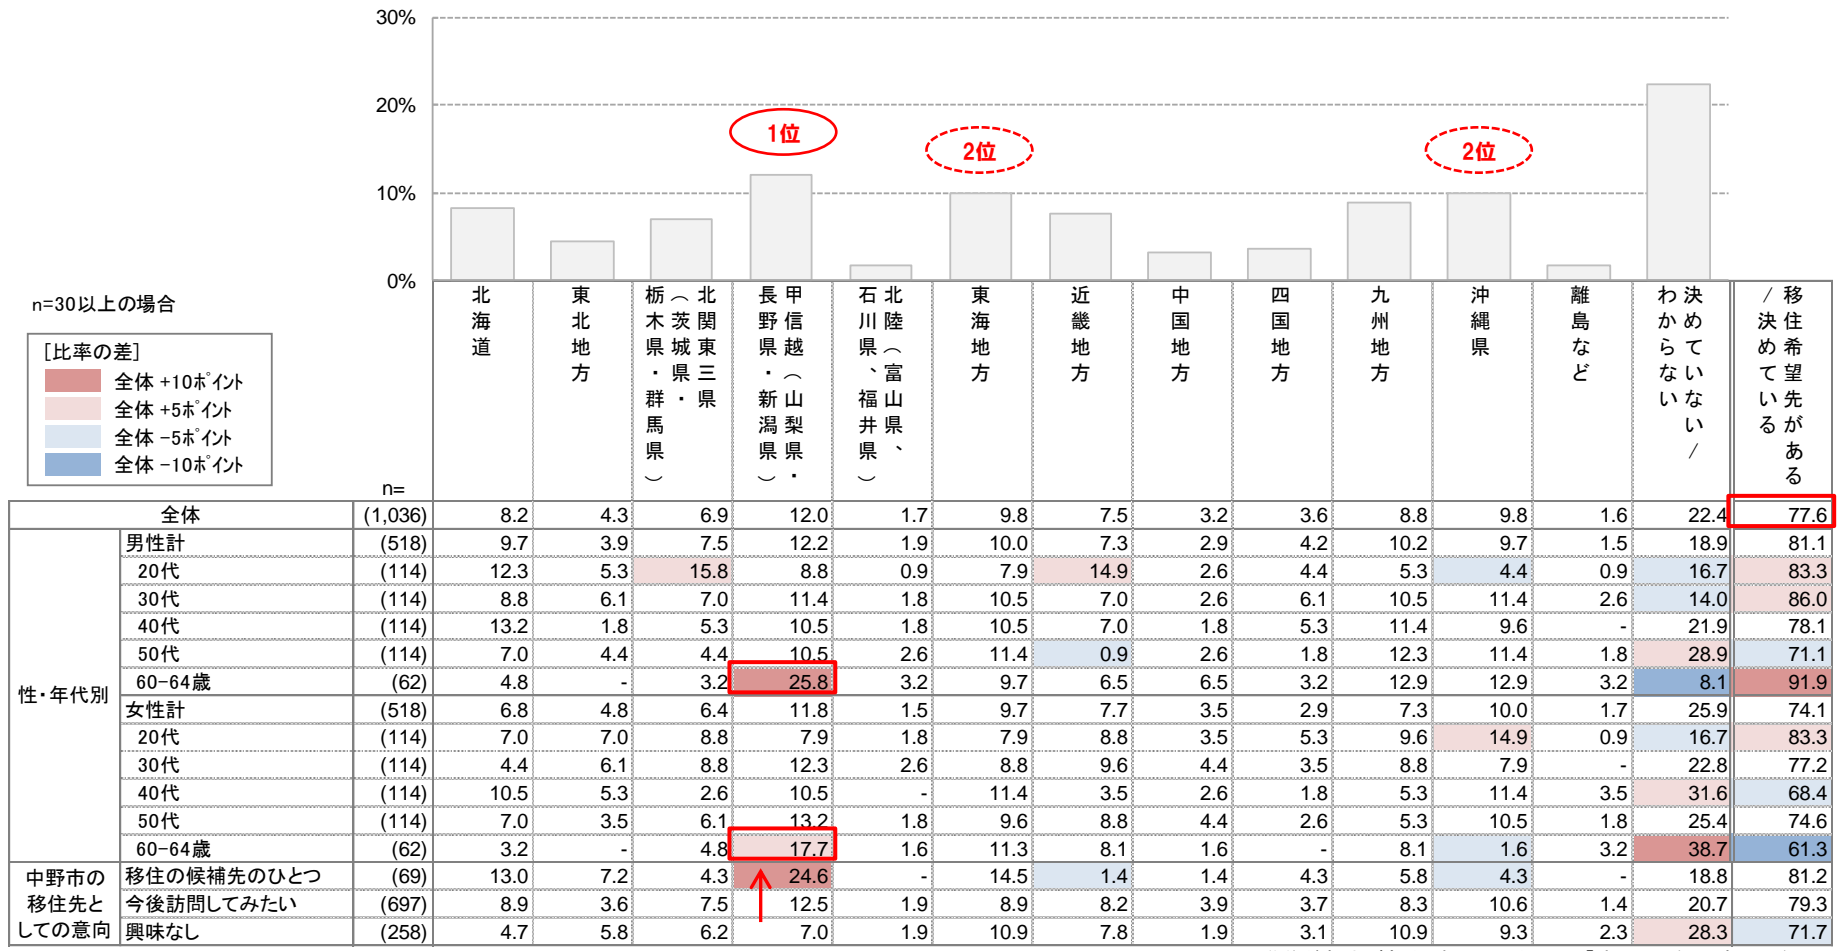 30%
20%
10%
0%
1位
2位
2位
n=30以上の場合
[比率の差]
全体 +10ﾎﾟｲﾝﾄ
全体 +5ﾎﾟｲﾝﾄ
全体 -5ﾎﾟｲﾝﾄ
全体 -10ﾎﾟｲﾝﾄ
n=
北海道
東北地方
北関東三県
（茨城県・
栃木県・群馬県）
甲信越（山梨県・
長野県・新潟県）
北陸（富山県、
石川県、福井県）
東海地方
近畿地方
中国地方
四国地方
九州地方
沖縄県
離島など
決めていない/
わからない
移住希望先がある
/決めている
全体 (1,036) 8.2 4.3 6.9 12.0 1.7 9.8 7.5 3.2 3.6 8.8 9.8 1.6 22.4 77.6
性・年代別
男性計 (518) 9.7 3.9 7.5 12.2 1.9 10.0 7.3 2.9 4.2 10.2 9.7 1.5 18.9 81.1
20代 (114) 12.3 5.3 15.8 8.8 0.9 7.9 14.9 2.6 4.4 5.3 4.4 0.9 16.7 83.3
30代 (114) 8.8 6.1 7.0 11.4 1.8 10.5 7.0 2.6 6.1 10.5 11.4 2.6 14.0 86.0
40代 (114) 13.2 1.8 5.3 10.5 1.8 10.5 7.0 1.8 5.3 11.4 9.6 - 21.9 78.1
50代 (114) 7.0 4.4 4.4 10.5 2.6 11.4 0.9 2.6 1.8 12.3 11.4 1.8 28.9 71.1
60-64歳 (62) 4.8 - 3.2 25.8 3.2 9.7 6.5 6.5 3.2 12.9 12.9 3.2 8.1 91.9
女性計 (518) 6.8 4.8 6.4 11.8 1.5 9.7 7.7 3.5 2.9 7.3 10.0 1.7 25.9 74.1
20代 (114) 7.0 7.0 8.8 7.9 1.8 7.9 8.8 3.5 5.3 9.6 14.9 0.9 16.7 83.3
30代 (114) 4.4 6.1 8.8 12.3 2.6 8.8 9.6 4.4 3.5 8.8 7.9 - 22.8 77.2
40代 (114) 10.5 5.3 2.6 10.5 - 11.4 3.5 2.6 1.8 5.3 11.4 3.5 31.6 68.4
50代 (114) 7.0 3.5 6.1 13.2 1.8 9.6 8.8 4.4 2.6 5.3 10.5 1.8 25.4 74.6
60-64歳 (62) 3.2 - 4.8 17.7 1.6 11.3 8.1 1.6 - 8.1 1.6 3.2 38.7 61.3
中野市の
移住先と
しての意向
移住の候補先のひとつ (69) 13.0 7.2 4.3 24.6 - 14.5 1.4 1.4 4.3 5.8 4.3 - 18.8 81.2
今後訪問してみたい (697) 8.9 3.6 7.5 12.5 1.9 8.9 8.2 3.9 3.7 8.3 10.6 1.4 20.7 79.3
興味なし (258) 4.7 5.8 6.2 7.0 1.9 10.9 7.8 1.9 3.1 10.9 9.3 2.3 28.3 71.7